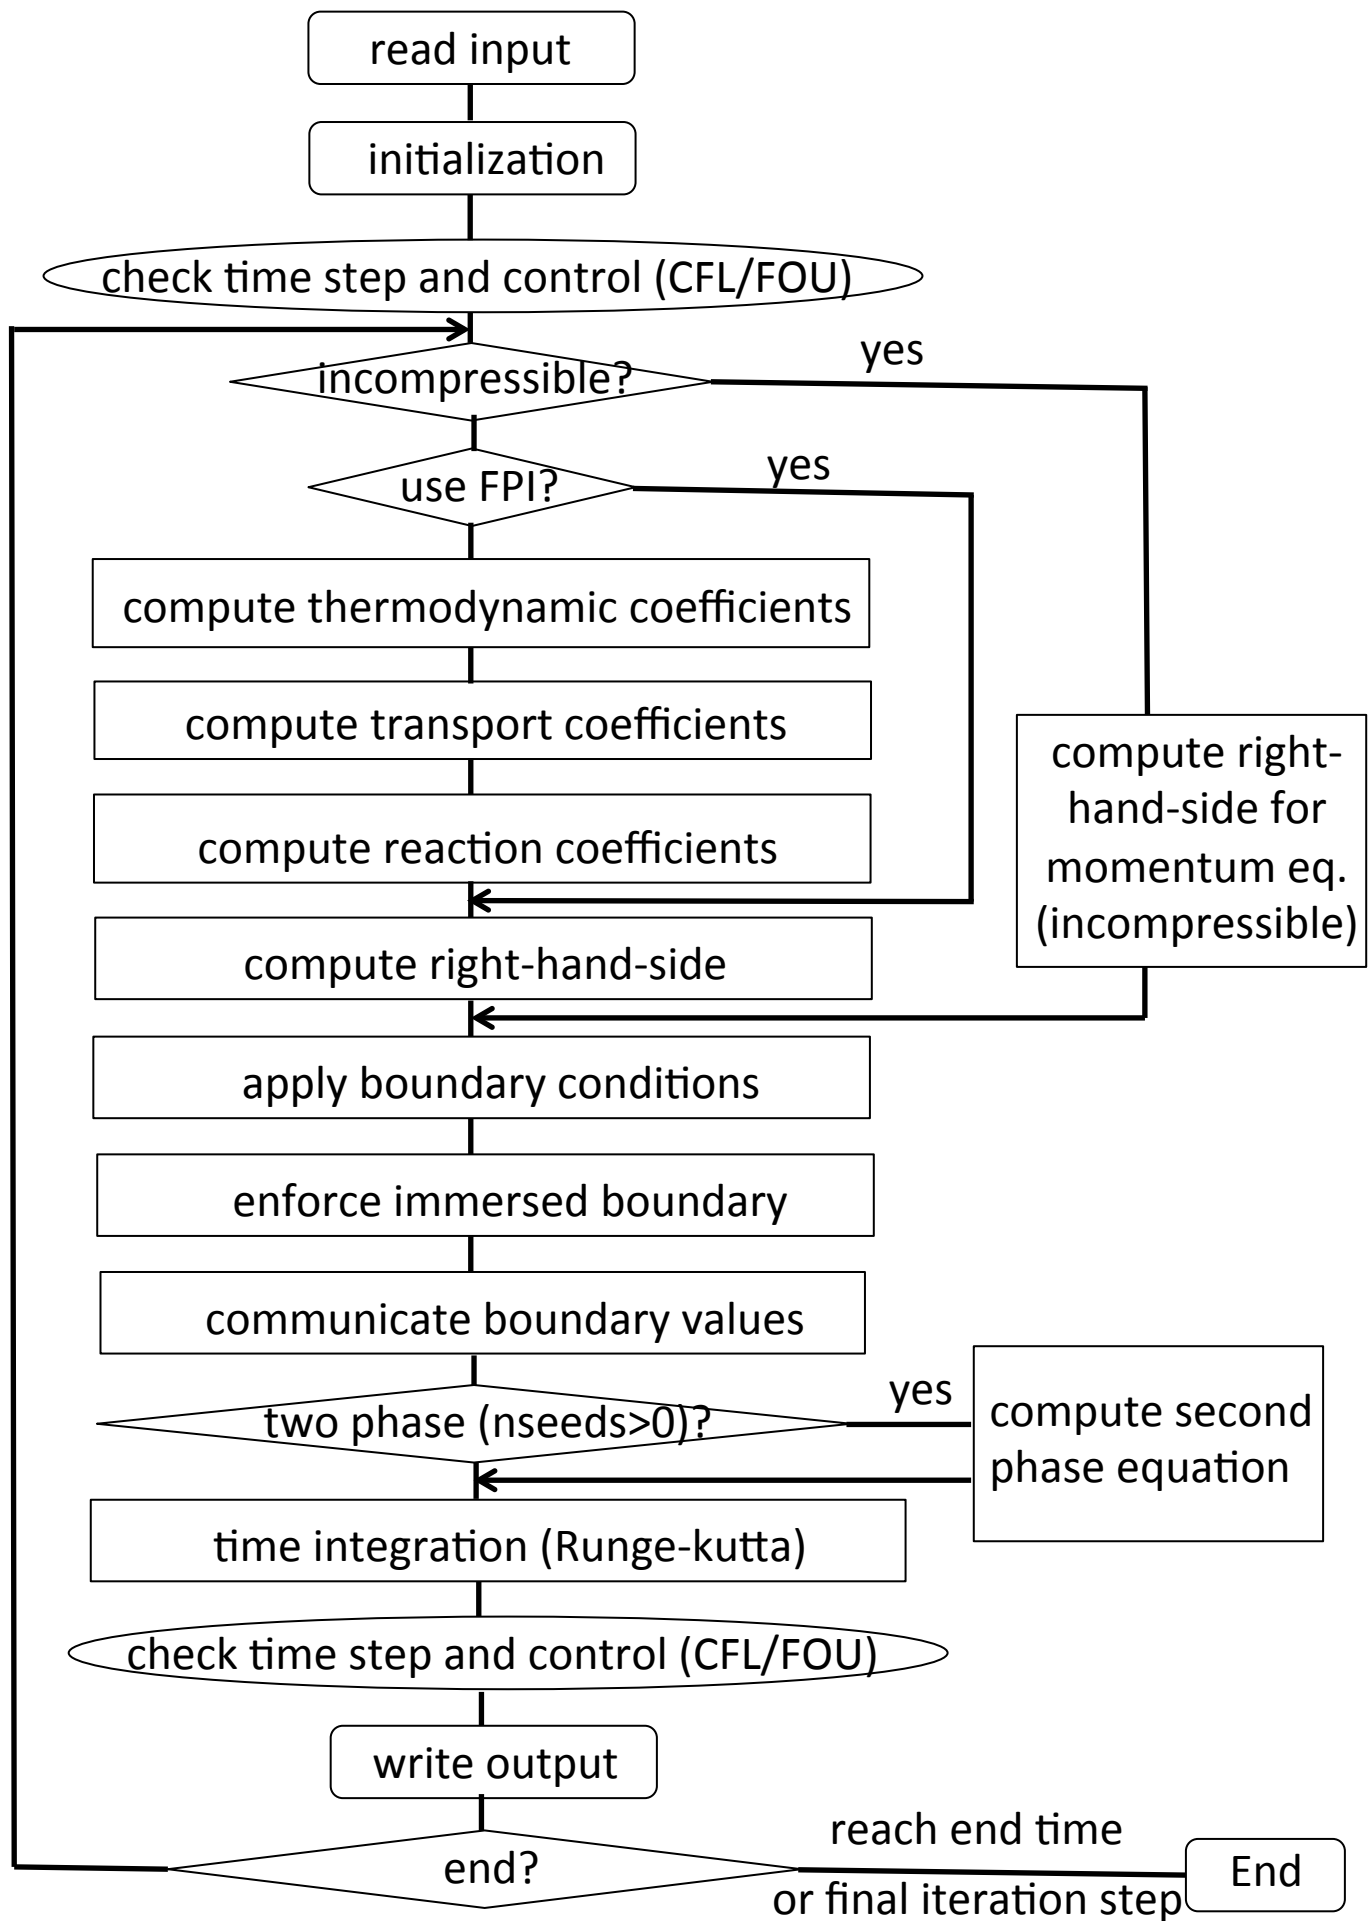 read input
initialization
check time step and control (CFL/FOU)
incompressible?
yes
use FPI?
yes
compute thermodynamic coefficients
compute transport coefficients
compute reaction coefficients
compute right-hand-side
compute right-
hand-side for
momentum eq.
(incompressible)
apply boundary conditions
enforce immersed boundary
communicate boundary values
two phase (nseeds>0)?
yes
compute second
phase equation
time integration (Runge-kutta)
check time step and control (CFL/FOU)
write output
end?
reach end time
or final iteration step
End